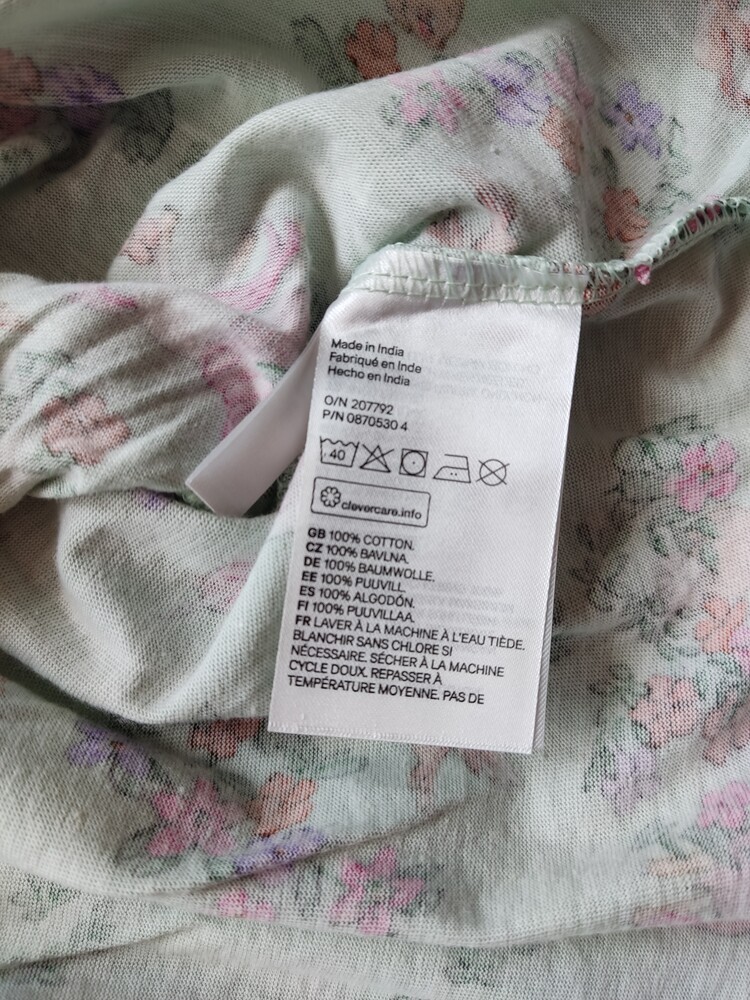 Made in India
Fabriqué en Inde
Hecho en India
O/N 207792
P/N 0870530 4
40
clevercare.info
GB 100% COTTON.
CZ 100% BAVLNA.
DE 100% BAUMWOLLE.
EE 100% PUUVILL.
ES 100% ALGODÓN.
FI 100% PUUVILLAA.
FR LAVER À LA MACHINE À L'EAU TIÈDE.
BLANCHIR SANS CHLORE SI
NÉCESSAIRE. SÉCHER À LA MACHINE
CYCLE DOUX. REPASSER À
TEMPÉRATURE MOYENNE. PAS DE